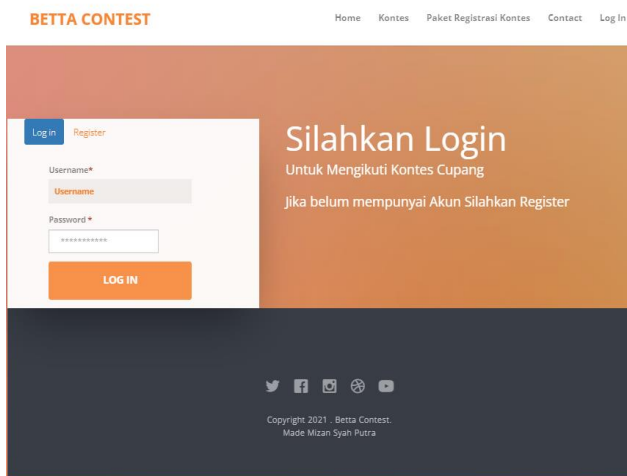 BETTA CONTEST
Home Kontes Paket Registrasi Kontes Contact Log In
Log in Register
Username*
Username
Password *
***********
LOG IN
Silahkan Login
Untuk Mengikuti Kontes Cupang
Jika belum mempunyai Akun Silahkan Register
Copyright 2021 . Betta Contest.
Made Mizan Syah Putra